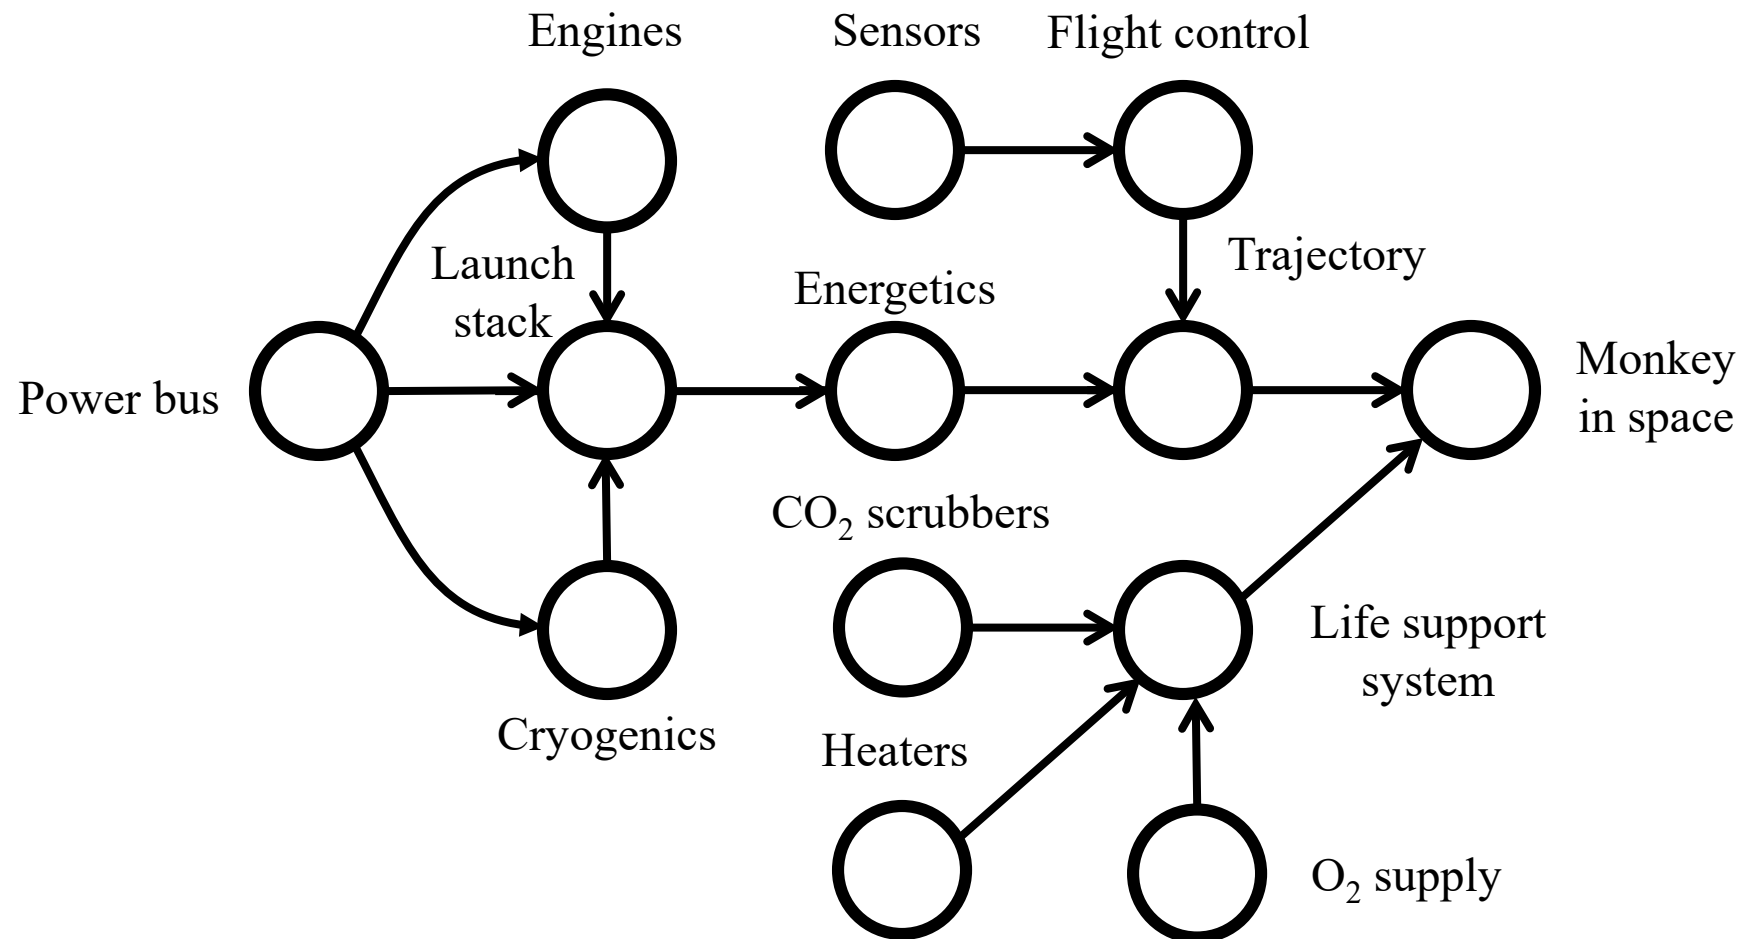 Engines
Sensors
Flight control
Launch
stack
Energetics
Trajectory
Power bus
Monkey
in space
CO₂ scrubbers
Life support
system
Cryogenics
Heaters
O₂ supply